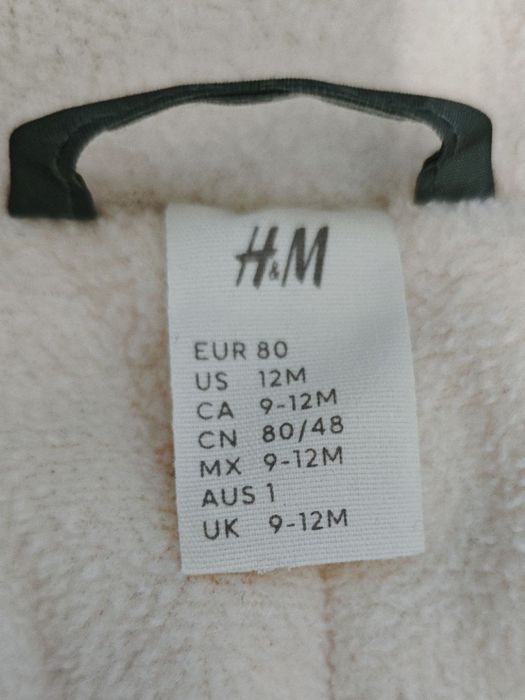 H&M
EUR 80
US 12M
CA 9-12M
CN 80/48
MX 9-12M
AUS 1
UK 9-12M